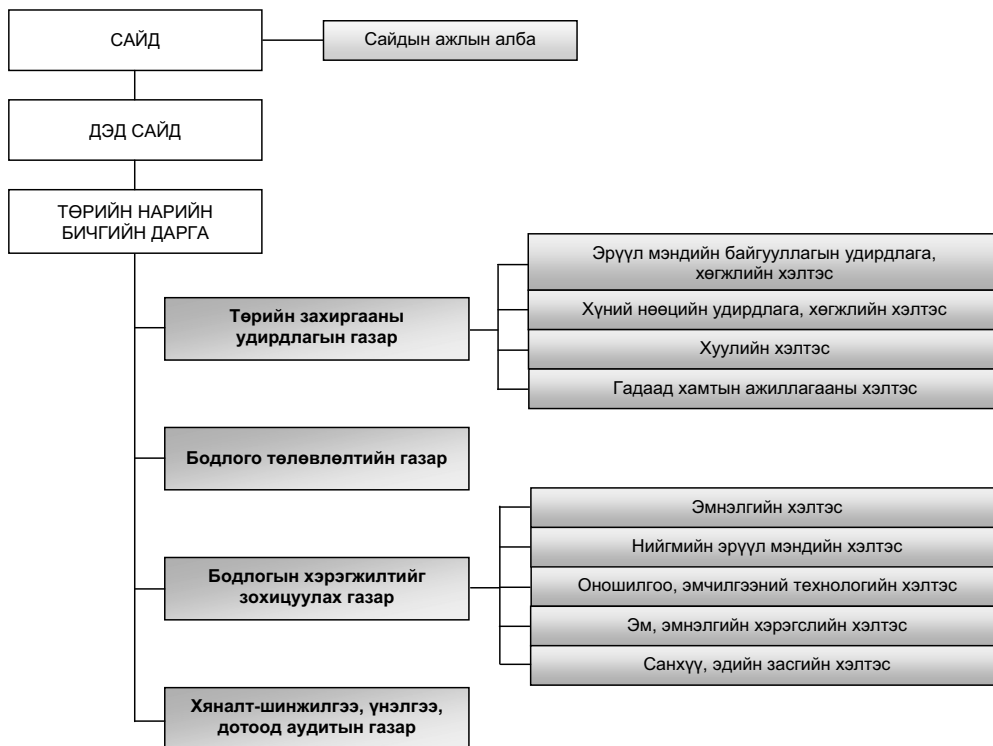 САЙД
Сайдын ажлын алба
ДЭД САЙД
ТӨРИЙН НАРИЙН
БИЧГИЙН ДАРГА
Төрийн захиргааны
удирдлагын газар
Эрүүл мэндийн байгууллагын удирдлага,
хөгжлийн хэлтэс
Хүний нөөцийн удирдлага, хөгжлийн хэлтэс
Хуулийн хэлтэс
Гадаад хамтын ажиллагааны хэлтэс
Бодлого төлөвлөлтийн газар
Бодлогын хэрэгжилтийг
зохицуулах газар
Эмнэлгийн хэлтэс
Нийгмийн эрүүл мэндийн хэлтэс
Оношилгоо, эмчилгээний технологийн хэлтэс
Эм, эмнэлгийн хэрэгслийн хэлтэс
Санхүү, эдийн засгийн хэлтэс
Хяналт-шинжилгээ, үнэлгээ,
дотоод аудитын газар